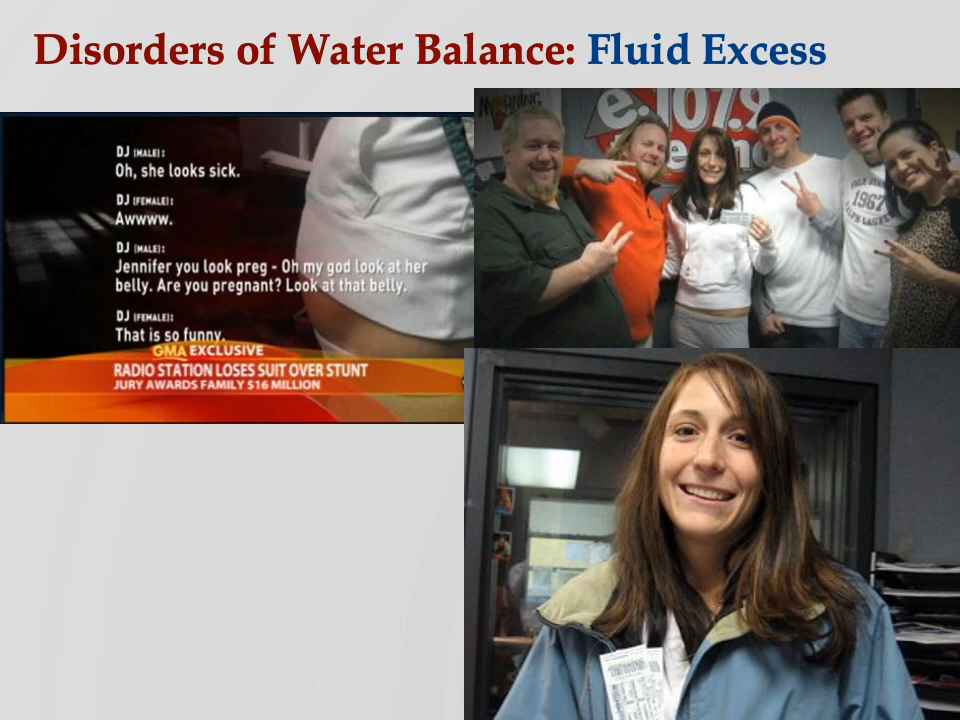 Disorders of Water Balance: Fluid Excess
DJ (MALE):
Oh, she looks sick.
DJ (FEMALE):
Awwww.
DJ (MALE):
Jennifer you look preg - Oh my god look at her
belly. Are you pregnant? Look at that belly.
DJ (FEMALE):
That is so funny.
GMA EXCLUSIVE
RADIO STATION LOSES SUIT OVER STUNT
JURY AWARDS FAMILY $16 MILLION
MORNING
107.9
1967